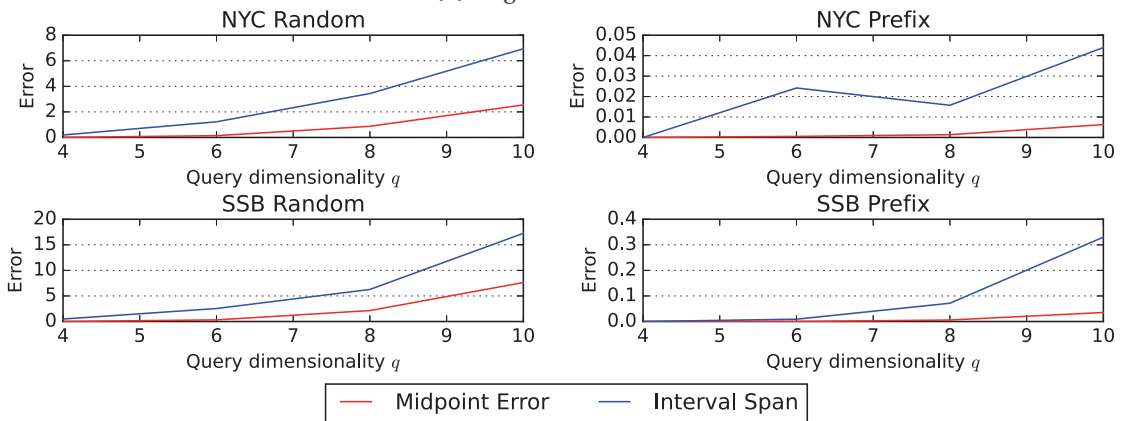 NYC Random
8
6
4
2
0
Error
4 5 6 7 8 9 10
Query dimensionality q
NYC Prefix
0.05
0.04
0.03
0.02
0.01
0.00
Error
4 5 6 7 8 9 10
Query dimensionality q
SSB Random
20
15
10
5
0
Error
4 5 6 7 8 9 10
Query dimensionality q
SSB Prefix
0.4
0.3
0.2
0.1
0.0
Error
4 5 6 7 8 9 10
Query dimensionality q
Midpoint Error
Interval Span